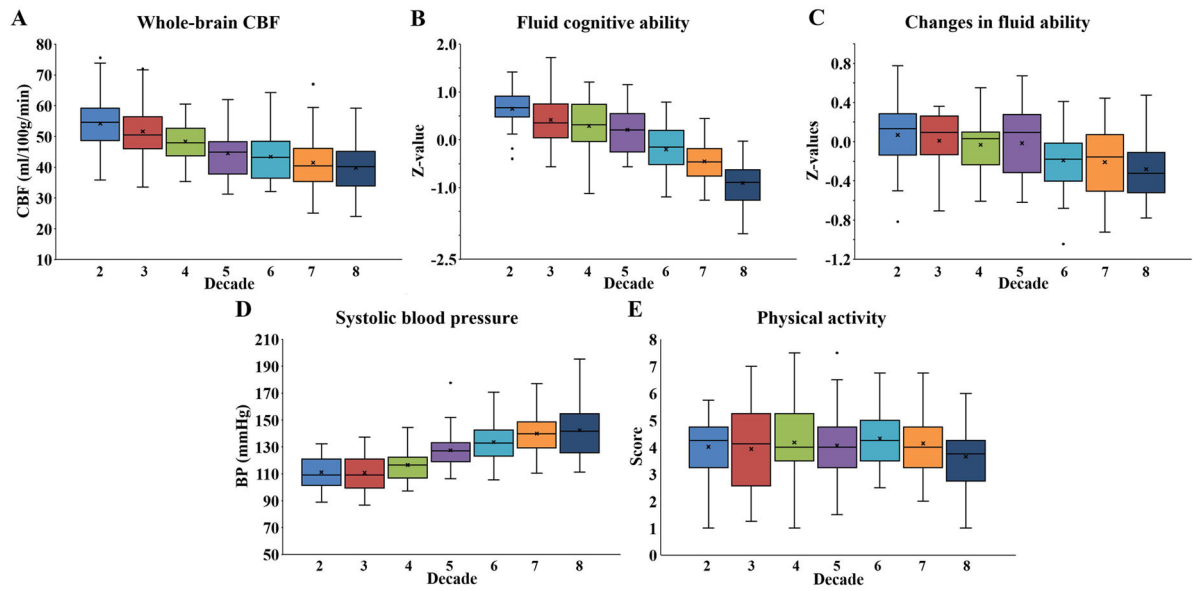 A Whole-brain CBF
80
70
60
50
40
30
20
10
CBF (ml/100g/min)
2 3 4 5 6 7 8
Decade
B Fluid cognitive ability
2.0
1.0
0.0
-1.0
-2.5
Z-value
2 3 4 5 6 7 8
Decade
C Changes in fluid ability
0.8
0.4
0.0
-0.4
-0.8
-1.2
Z-values
2 3 4 5 6 7 8
Decade
D Systolic blood pressure
210
190
170
150
130
110
90
70
50
BP (mmHg)
2 3 4 5 6 7 8
Decade
E Physical activity
8
7
6
5
4
3
2
1
0
Score
2 3 4 5 6 7 8
Decade